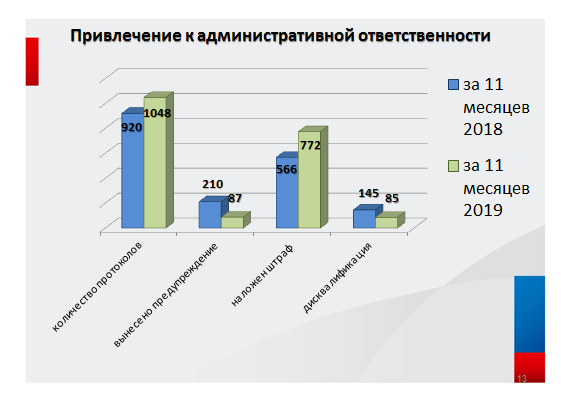 Привлечение к административной ответственности
920
1048
210
87
566
772
145
85
количество протоколов
вынесено предупреждение
наложен штраф
дисквалификация
за 11
месяцев
2018
за 11
месяцев
2019
13